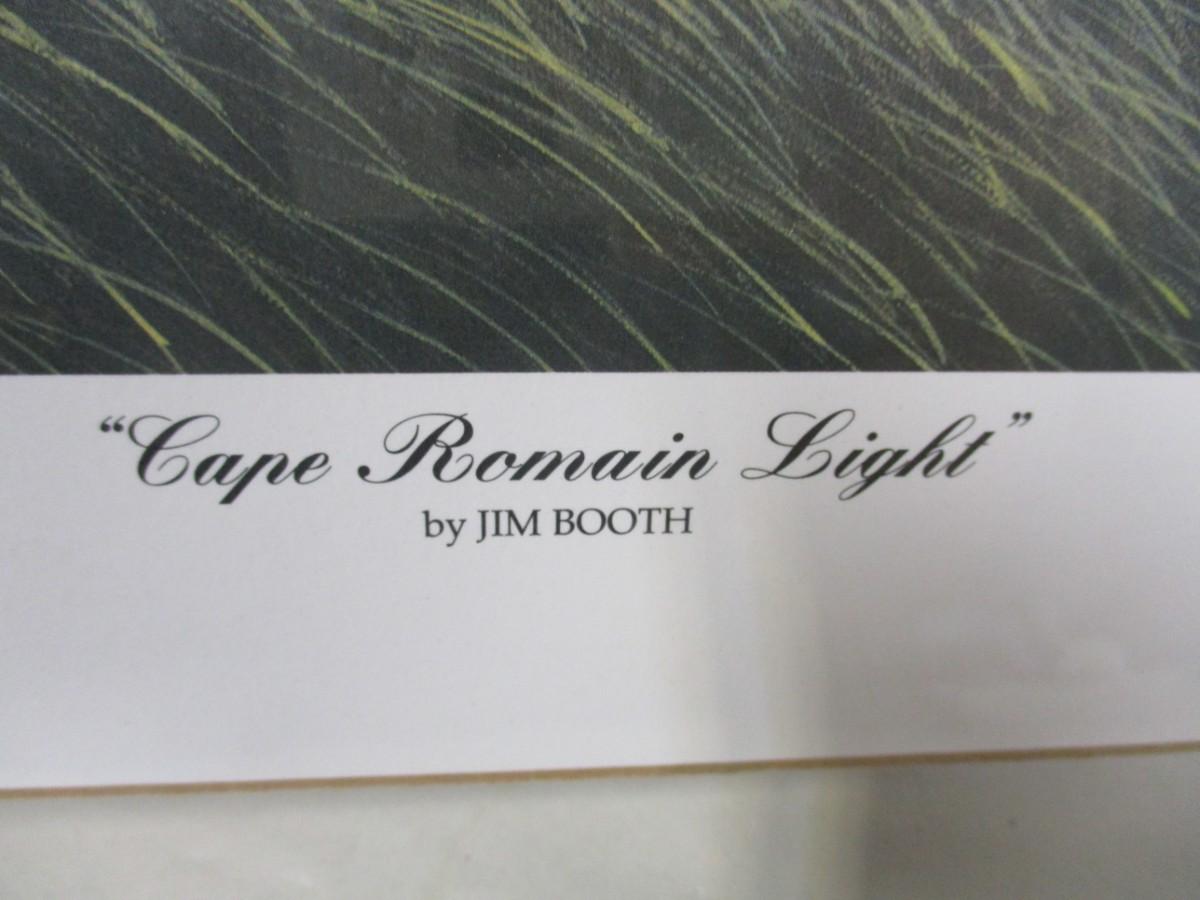 “Cape Romain Light”
by JIM BOOTH